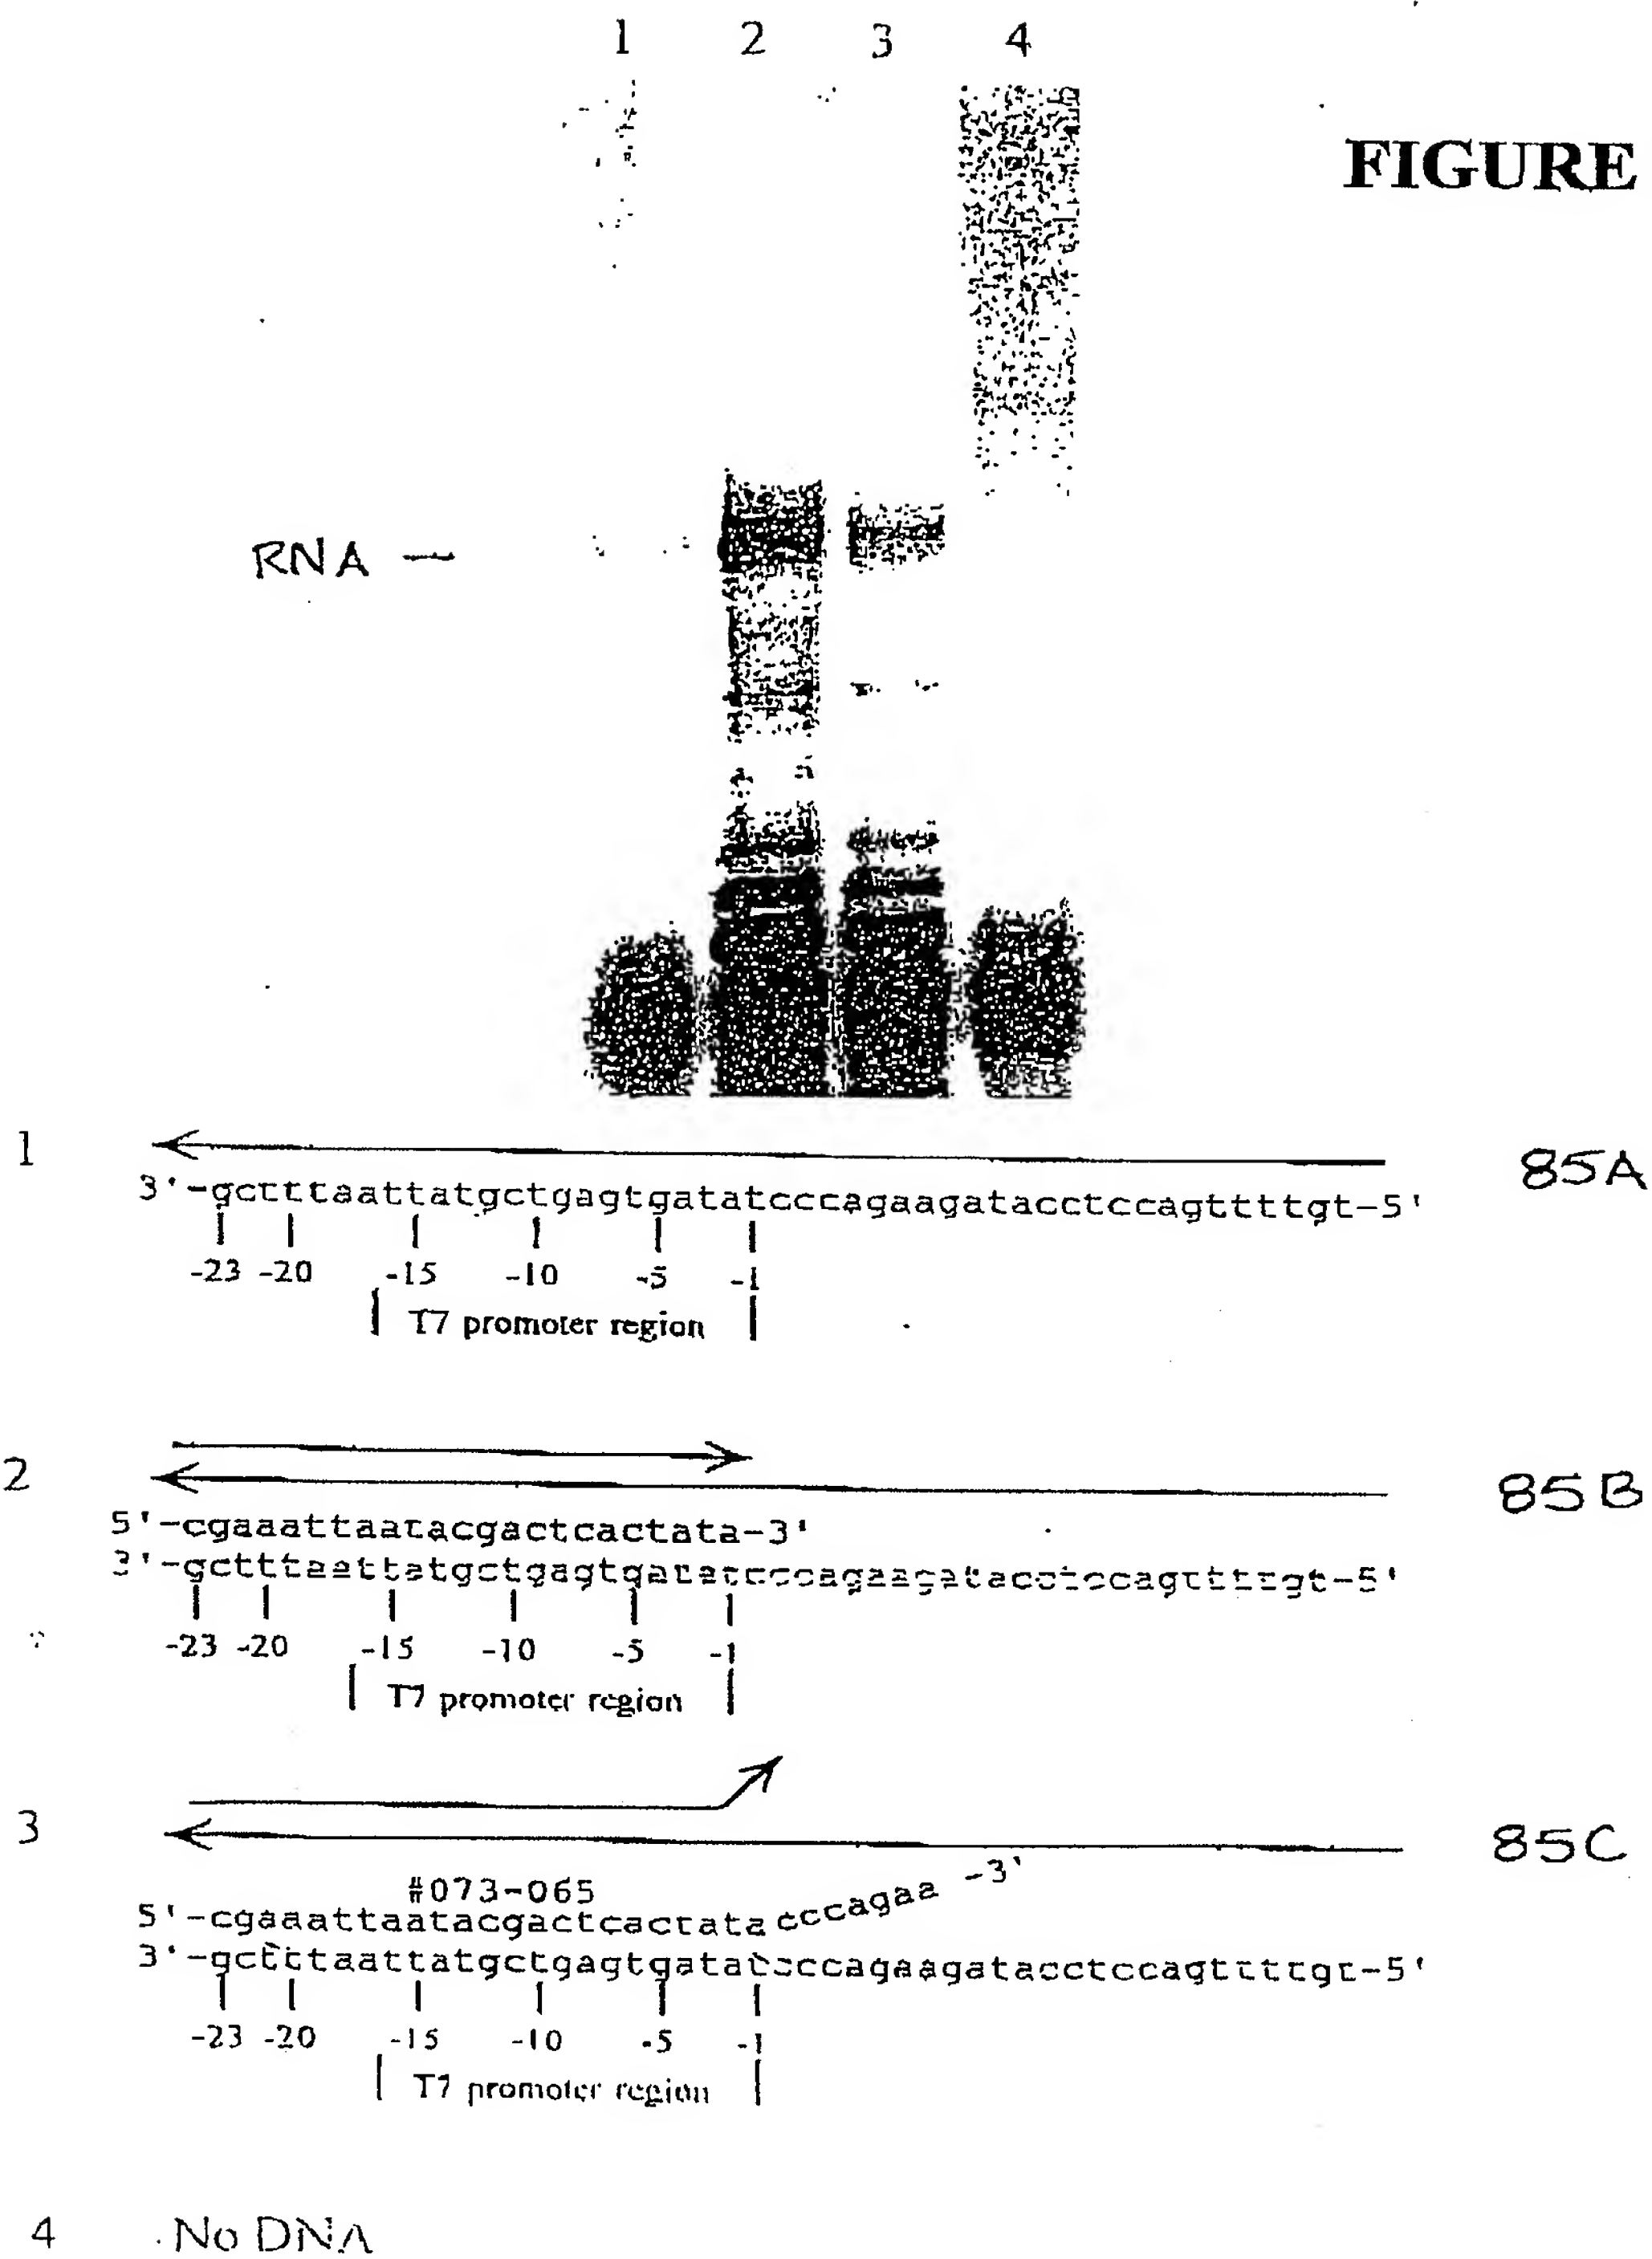 1 2 3 4
FIGURE
RNA —
1 85A
3'-gctttaattatgctgagtgatatcccagaagatacctccagttttgt-5'
-23 -20 -15 -10 -5 -1
T7 promoter region
2 85B
5'-cgaaattaatacgactcactata-3'
3'-gctttaattatgctgagtgatatcccagaagatacctccagttttgt-5'
-23 -20 -15 -10 -5 -1
T7 promoter region
3 85C
#073-065
5'-cgaaattaatacgactcactatacccagaa-3'
3'-gctttaattatgctgagtgatatcccagaagatacctccagttttgt-5'
-23 -20 -15 -10 -5 -1
T7 promoter region
4 No DNA